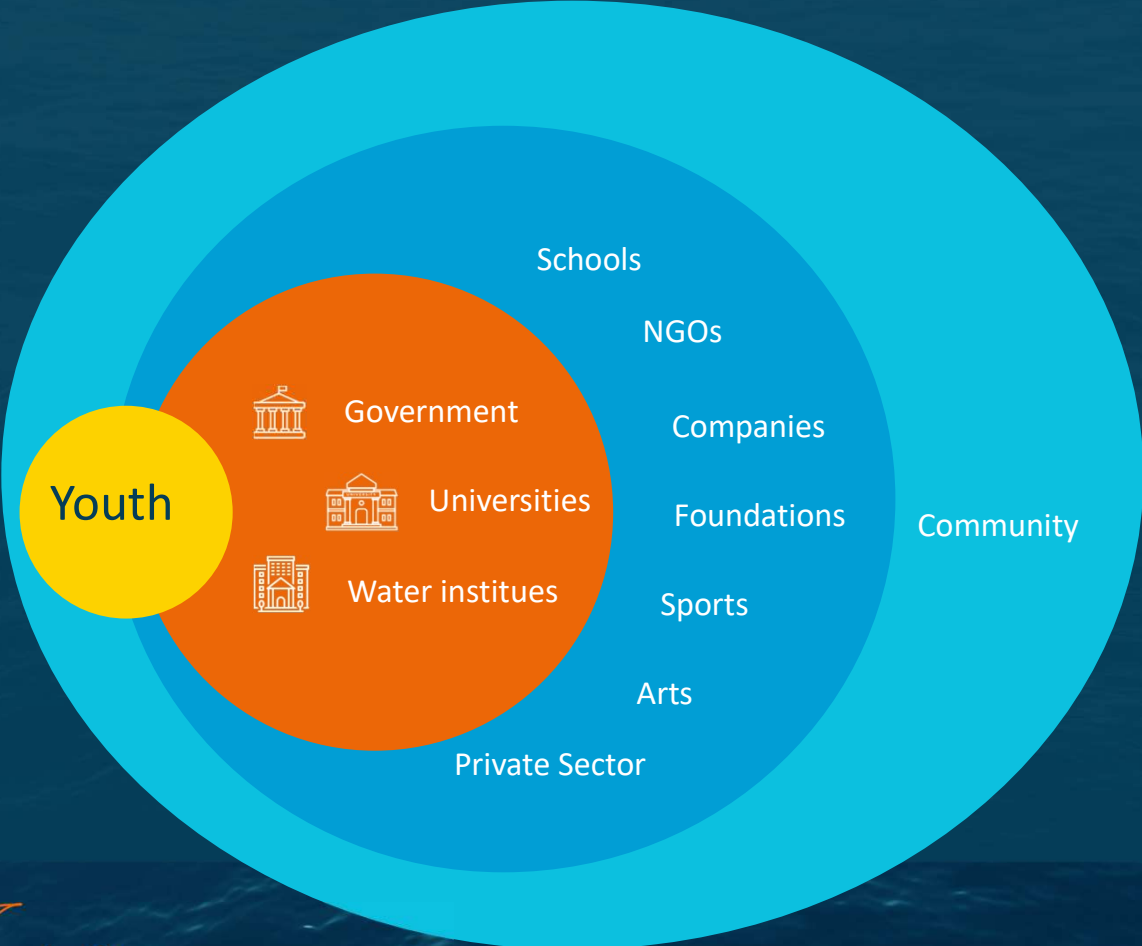 Schools
NGOs
Government
Companies
Universities
Youth
Foundations
Community
Water institues
Sports
Arts
Private Sector